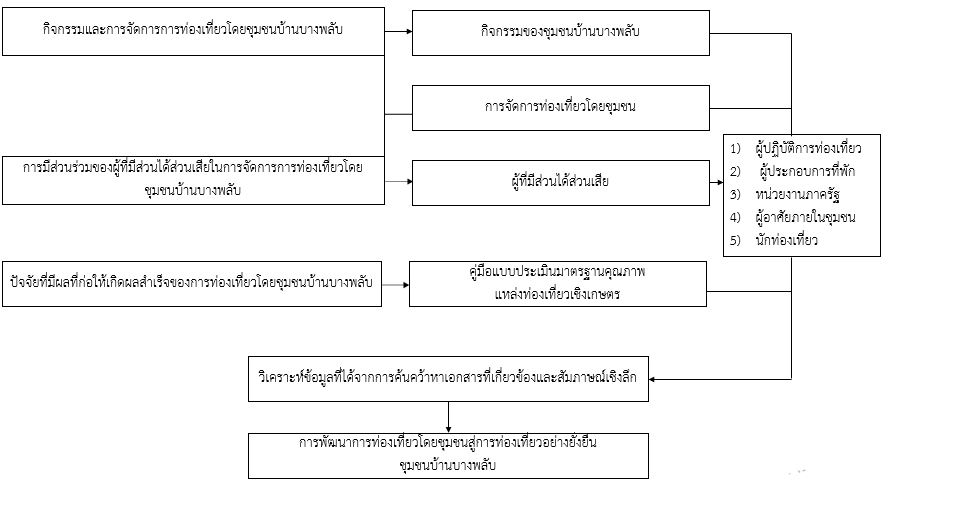 กิจกรรมและการจัดการการท่องเที่ยวโดยชุมชนบ้านบางพลับ
กิจกรรมของชุมชนบ้านบางพลับ
การจัดการท่องเที่ยวโดยชุมชน
การมีส่วนร่วมของผู้ที่มีส่วนได้ส่วนเสียในการจัดการการท่องเที่ยวโดย
ชุมชนบ้านบางพลับ
ผู้ที่มีส่วนได้ส่วนเสีย
1) ผู้ปฏิบัติการท่องเที่ยว
2) ผู้ประกอบการที่พัก
3) หน่วยงานภาครัฐ
4) ผู้อาศัยภายในชุมชน
5) นักท่องเที่ยว
ปัจจัยที่มีผลที่ก่อให้เกิดผลสำเร็จของการท่องเที่ยวโดยชุมชนบ้านบางพลับ
คู่มือแบบประเมินมาตรฐานคุณภาพ
แหล่งท่องเที่ยวเชิงเกษตร
วิเคราะห์ข้อมูลที่ได้จากการค้นคว้าหาเอกสารที่เกี่ยวข้องและสัมภาษณ์เชิงลึก
การพัฒนาการท่องเที่ยวโดยชุมชนสู่การท่องเที่ยวอย่างยั่งยืน
ชุมชนบ้านบางพลับ